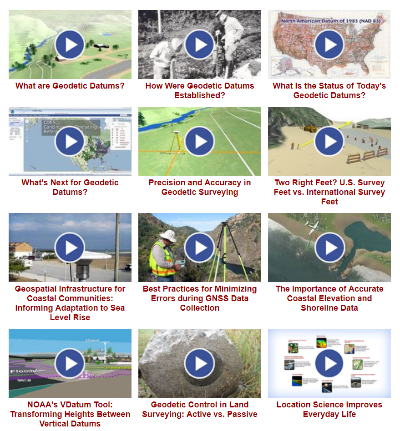 What are Geodetic Datums?
How Were Geodetic Datums
Established?
North American Datum of 1983 (NAD 83)
What Is the Status of Today's
Geodetic Datums?
What's Next for Geodetic
Datums?
Precision and Accuracy in
Geodetic Surveying
Two Right Feet? U.S. Survey
Feet vs. International Survey
Feet
Geospatial Infrastructure for
Coastal Communities:
Informing Adaptation to Sea
Level Rise
Best Practices for Minimizing
Errors during GNSS Data
Collection
The Importance of Accurate
Coastal Elevation and
Shoreline Data
NOAA's VDatum Tool:
Transforming Heights Between
Vertical Datums
Geodetic Control in Land
Surveying: Active vs. Passive
Location Science Improves
Everyday Life